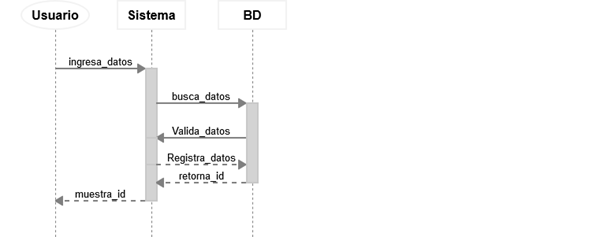 Usuario Sistema BD
ingresa_datos
busca_datos
Valida_datos
Registra_datos
retorna_id
muestra_id